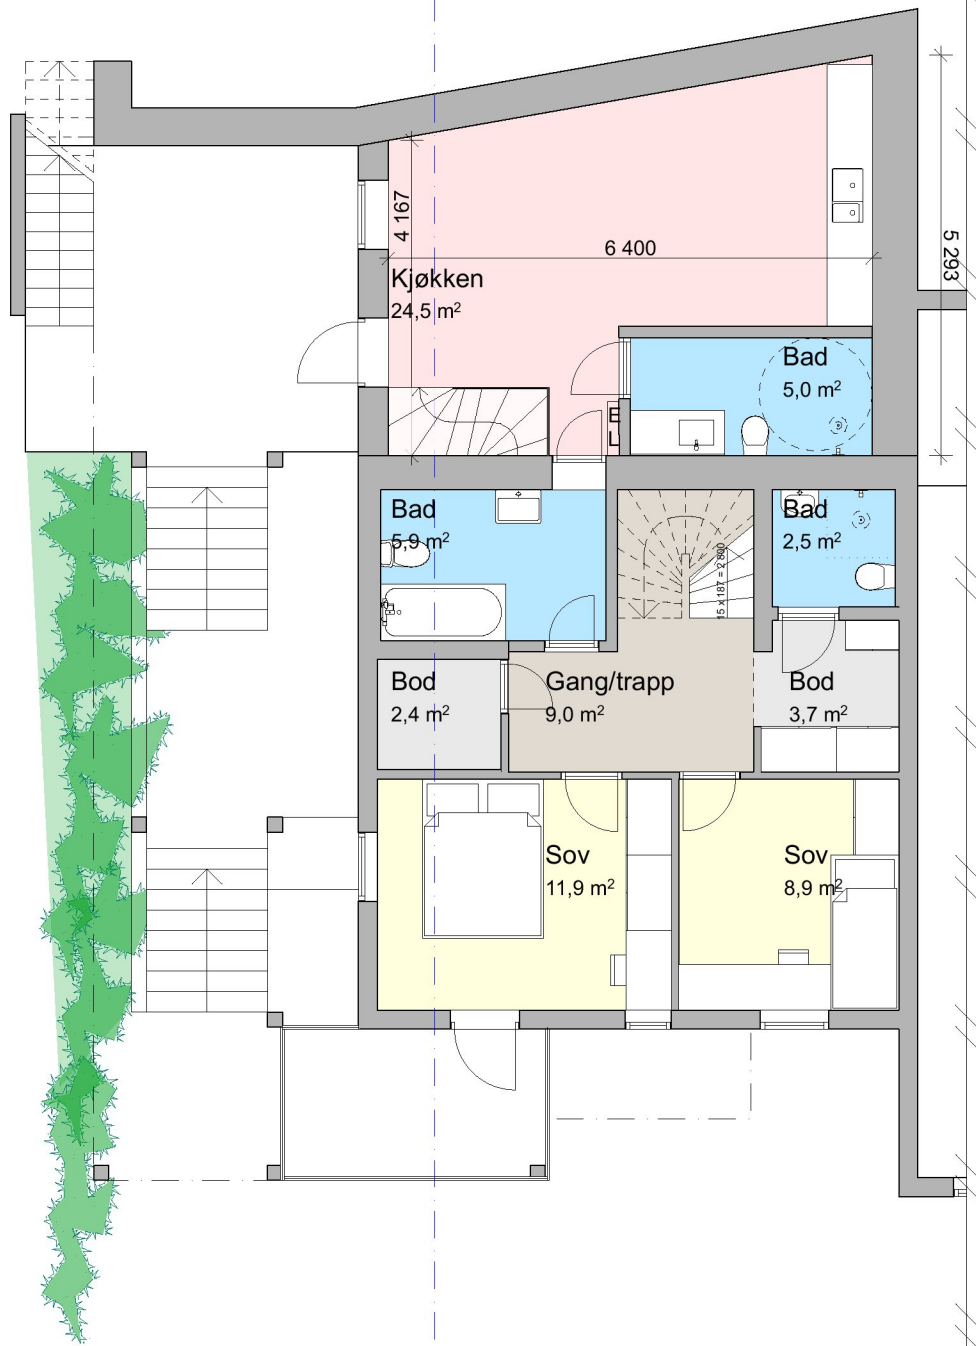 4 167
6 400
5 293
Kjøkken
24,5 m²
Bad
5,0 m²
E
L
Bad
5,9 m²
15 x 187 = 2 800
Bad
2,5 m²
Bod
2,4 m²
Gang/trapp
9,0 m²
Bod
3,7 m²
Sov
11,9 m²
Sov
8,9 m²